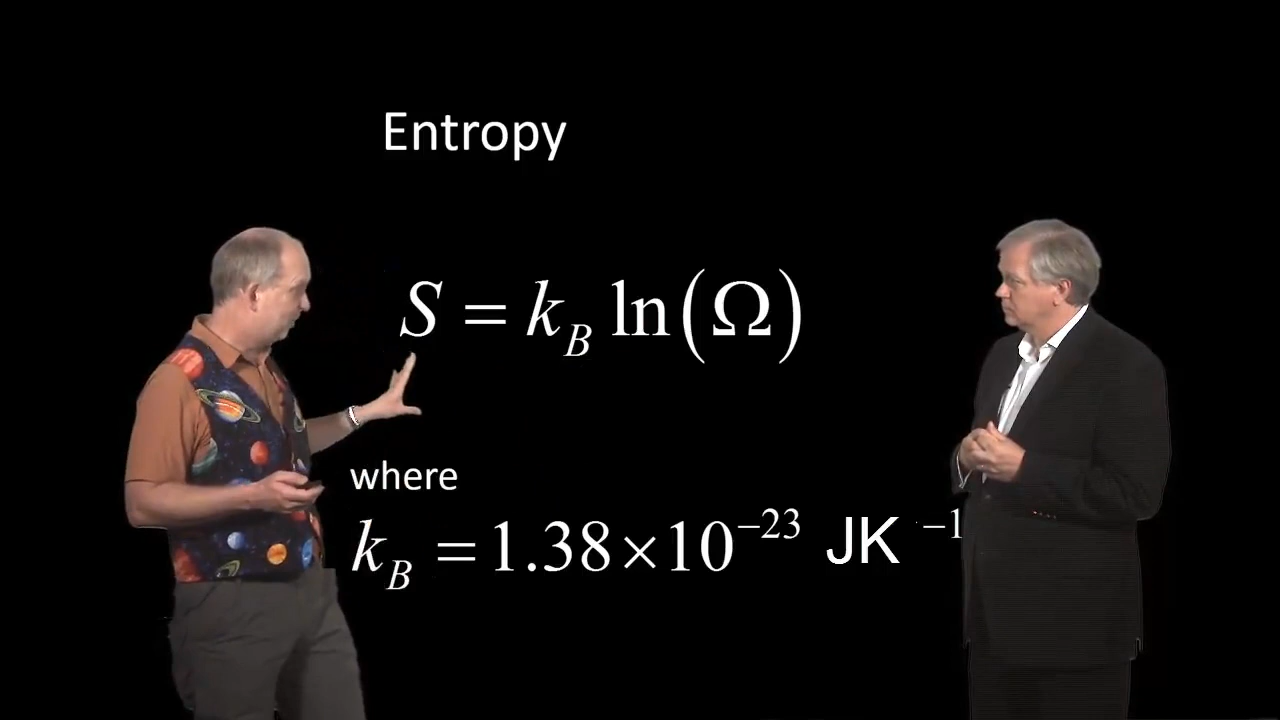 Entropy
S = k_B ln(Ω)
where
k_B = 1.38×10⁻²³ JK ⁻¹